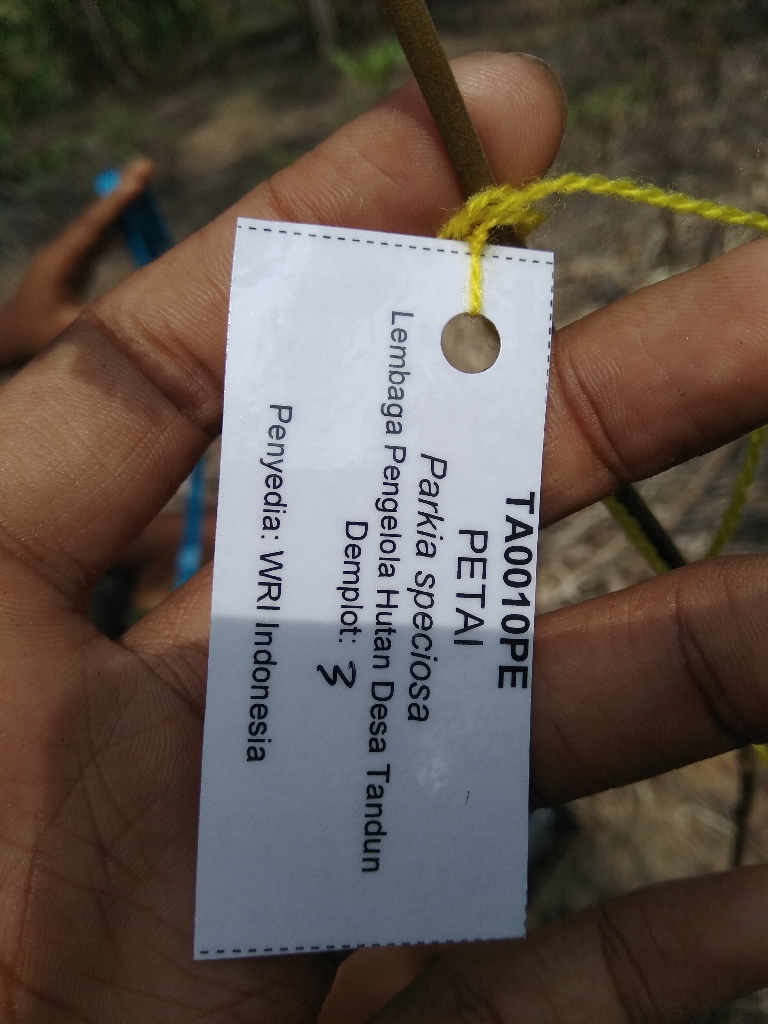 TA0010PE
PETAI
Parkia speciosa
Lembaga Pengelola Hutan Desa Tandun
Demplot: 3
Penyedia: WRI Indonesia